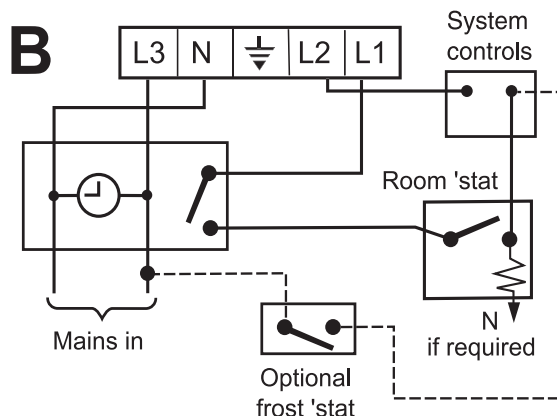 B
L3 N L2 L1
System
controls
Room 'stat
Mains in
N
if required
Optional
frost 'stat